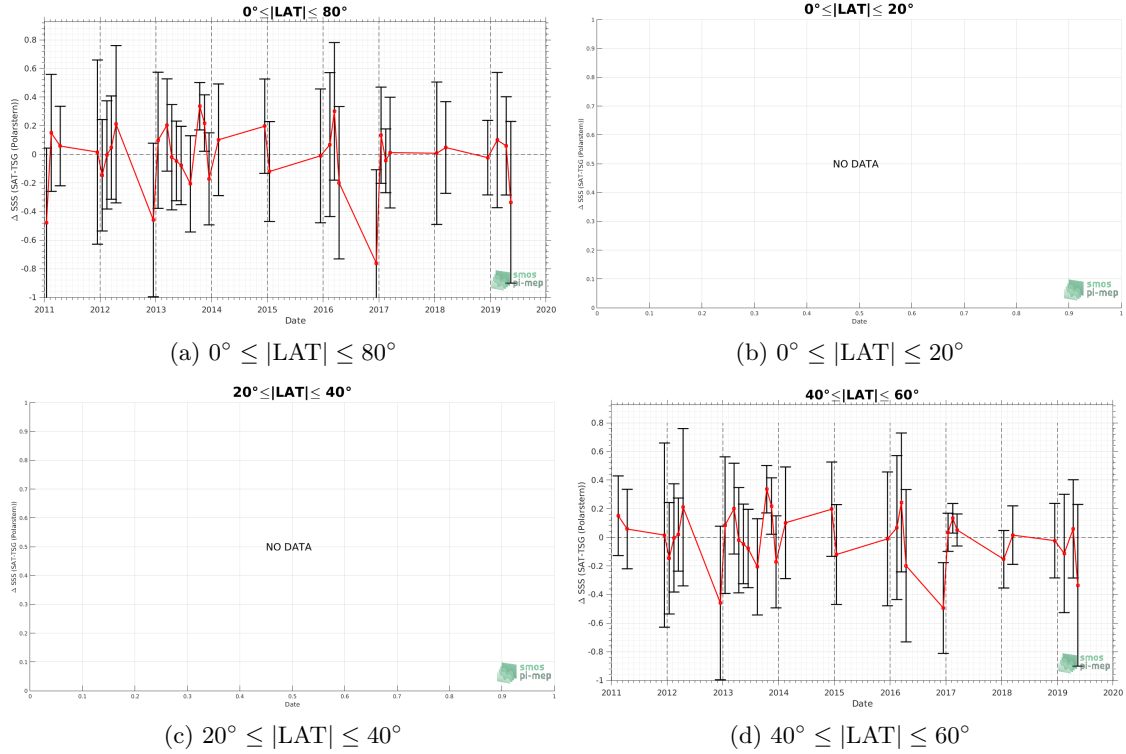 0°≤|LAT|≤ 80°
Δ SSS (SAT-TSG (Polarstern))
0.8
0.6
0.4
0.2
0
-0.2
-0.4
-0.6
-0.8
-1
2011 2012 2013 2014 2015 2016 2017 2018 2019 2020
Date
smos
pi-mep
(a) 0° ≤ |LAT| ≤ 80°
0°≤|LAT|≤ 20°
Δ SSS (SAT-TSG (Polarstern))
1
0.9
0.8
0.7
0.6
0.5
0.4
0.3
0.2
0.1
0
NO DATA
0 0.1 0.2 0.3 0.4 0.5 0.6 0.7 0.8 0.9 1
Date
smos
pi-mep
(b) 0° ≤ |LAT| ≤ 20°
20°≤|LAT|≤ 40°
Δ SSS (SAT-TSG (Polarstern))
1
0.9
0.8
0.7
0.6
0.5
0.4
0.3
0.2
0.1
0
NO DATA
0 0.1 0.2 0.3 0.4 0.5 0.6 0.7 0.8 0.9 1
Date
smos
pi-mep
(c) 20° ≤ |LAT| ≤ 40°
40°≤|LAT|≤ 60°
Δ SSS (SAT-TSG (Polarstern))
0.8
0.6
0.4
0.2
0
-0.2
-0.4
-0.6
-0.8
-1
2011 2012 2013 2014 2015 2016 2017 2018 2019 2020
Date
smos
pi-mep
(d) 40° ≤ |LAT| ≤ 60°